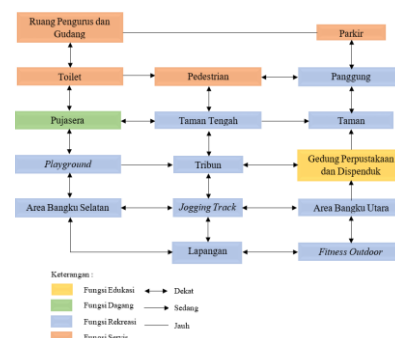 Ruang Pengurus dan
Gudang
Parkir
Toilet
Pedestrian
Panggung
Pujasera
Taman Tengah
Taman
Playground
Tribun
Gedung Perpustakaan
dan Dispenduk
Area Bangku Selatan
Jogging Track
Area Bangku Utara
Lapangan
Fitness Outdoor
Keterangan :
Fungsi Edukasi
Dekat
Fungsi Dagang
Sedang
Fungsi Rekreasi
Jauh
Fungsi Servis